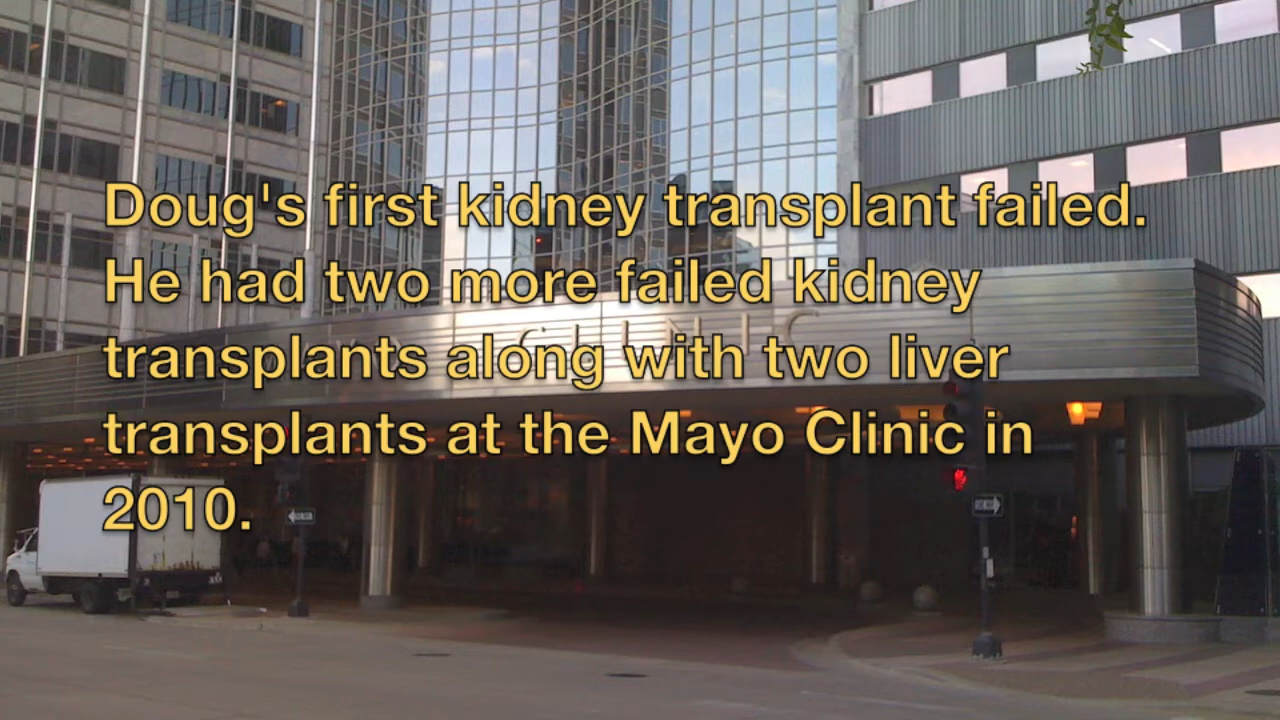 Doug's first kidney transplant failed.
He had two more failed kidney
transplants along with two liver
transplants at the Mayo Clinic in
2010.
CLINIC